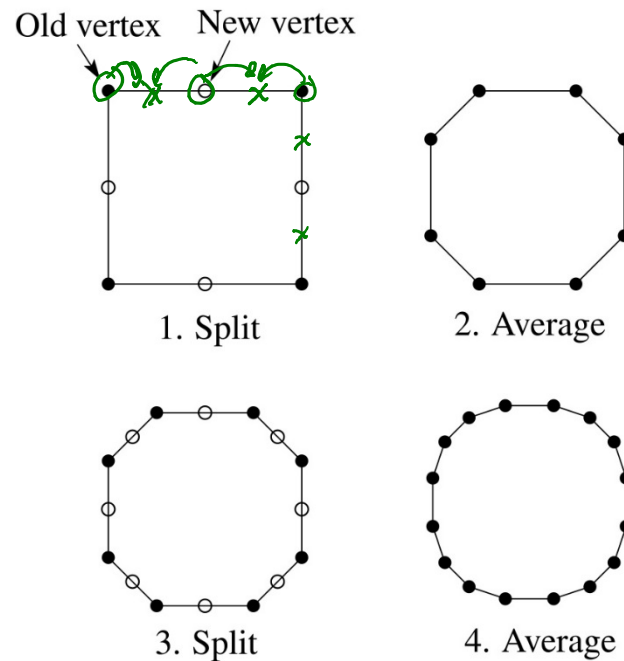 Old vertex
New vertex
1. Split
2. Average
3. Split
4. Average